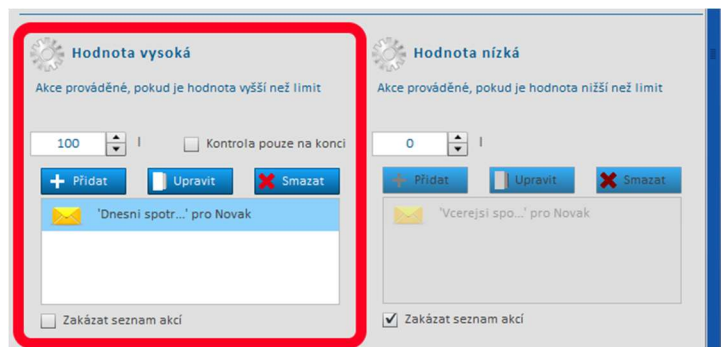 Hodnota vysoká
Akce prováděné, pokud je hodnota vyšší než limit
100 l Kontrola pouze na konci
Přidat Upravit Smazat
'Dnesni spotr...' pro Novak
Zakázat seznam akcí
Hodnota nízká
Akce prováděné, pokud je hodnota nižší než limit
0 l
Přidat Upravit Smazat
'Vcerejsi spo...' pro Novak
Zakázat seznam akcí